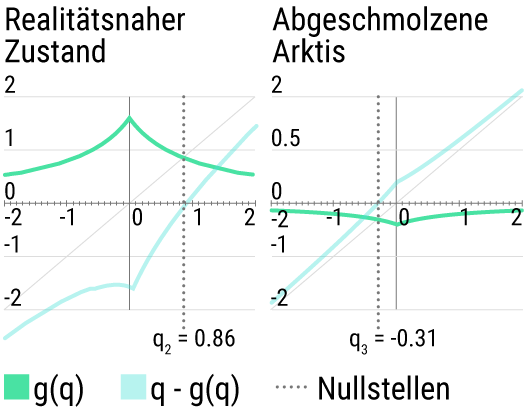 Realitätsnaher
Zustand
Abgeschmolzene
Arktis
2
1
0
-2
-1
0
1
2
-1
-2
q₂ = 0.86
2
0.5
0
-2
-1
0
1
2
-1
-2
q₃ = -0.31
g(q)
q - g(q)
Nullstellen